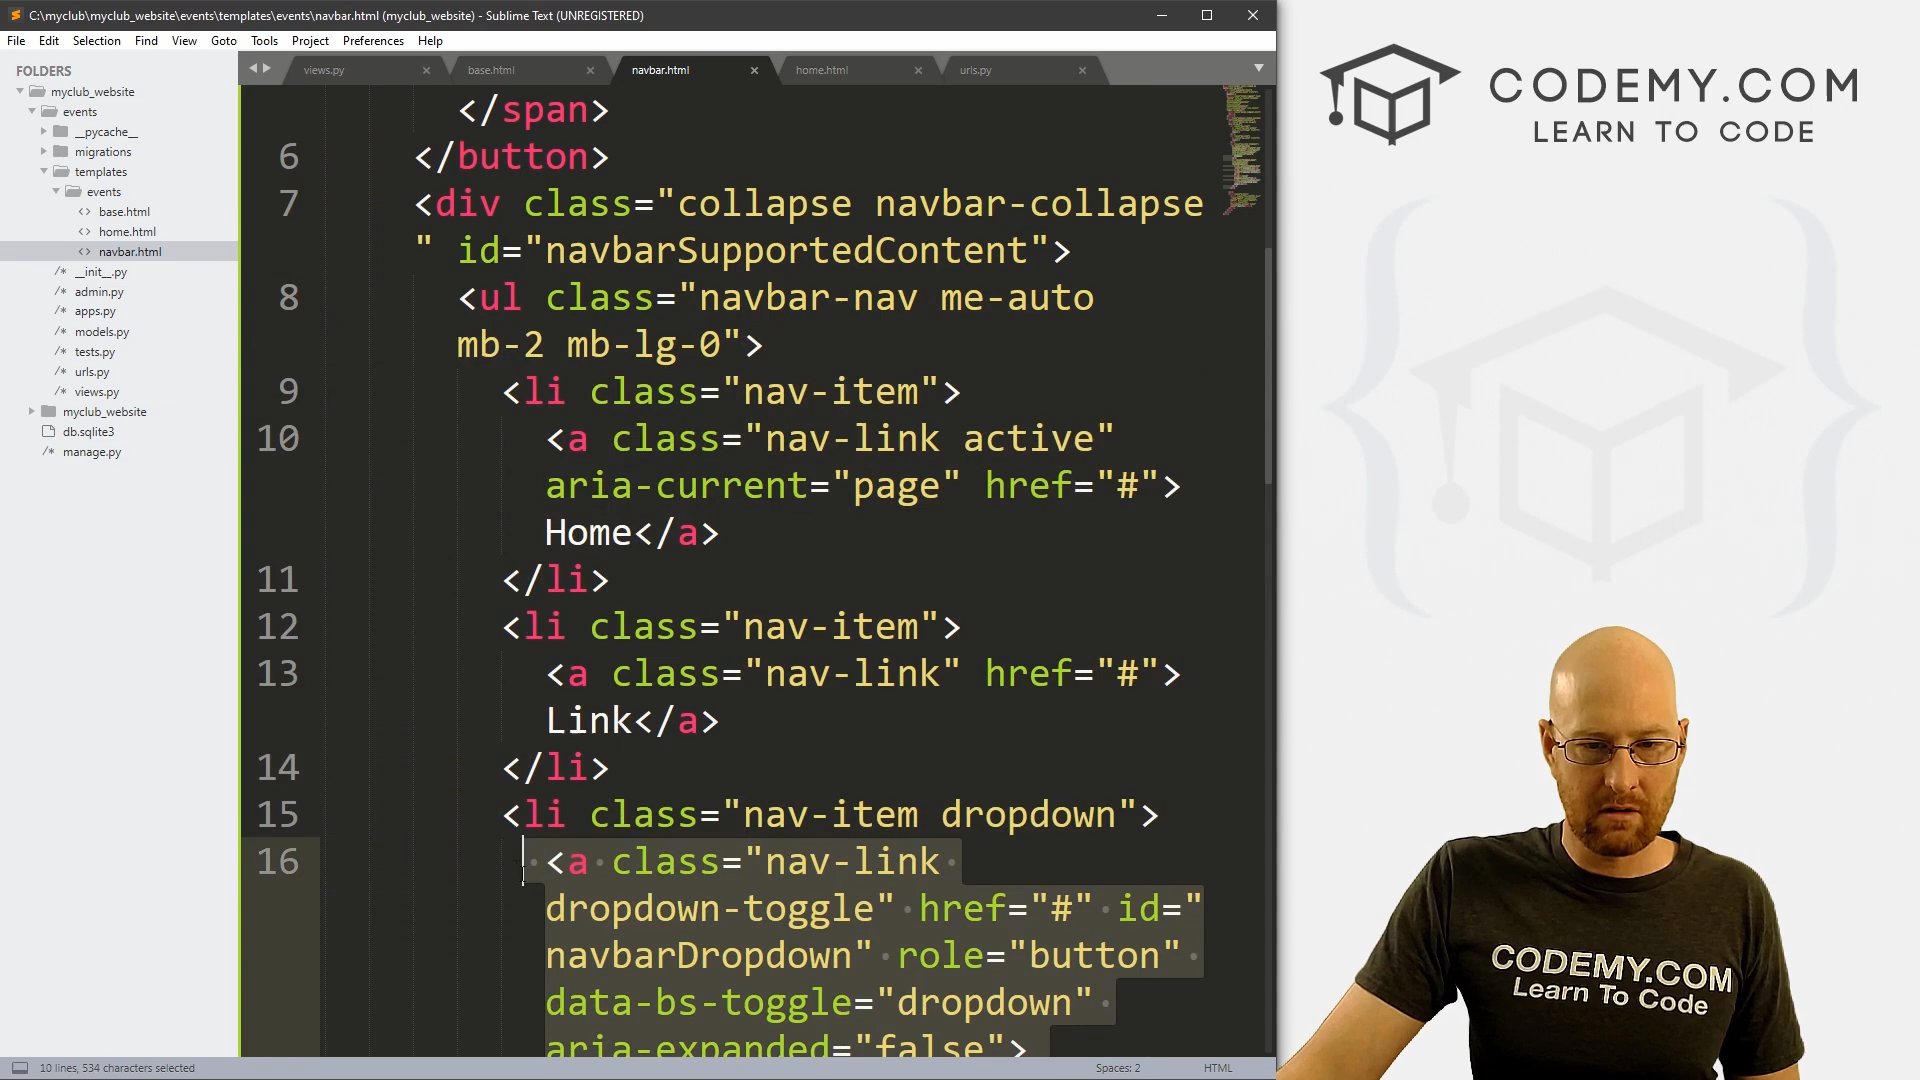 C:\myclub\myclub_website\events\templates\events\navbar.html (myclub_website) - Sublime Text (UNREGISTERED)
File Edit Selection Find View Goto Tools Project Preferences Help
FOLDERS
myclub_website
events
__pycache__
migrations
templates
events
base.html
home.html
navbar.html
__init__.py
admin.py
apps.py
models.py
tests.py
urls.py
views.py
myclub_website
db.sqlite3
manage.py
views.py base.html navbar.html home.html urls.py
</span>
6 </button>
7 <div class="collapse navbar-collapse
" id="navbarSupportedContent">
8 <ul class="navbar-nav me-auto
mb-2 mb-lg-0">
9 <li class="nav-item">
10 <a class="nav-link active"
aria-current="page" href="#">
Home</a>
11 </li>
12 <li class="nav-item">
13 <a class="nav-link" href="#">
Link</a>
14 </li>
15 <li class="nav-item dropdown">
16 <a class="nav-link
dropdown-toggle" href="#" id="
navbarDropdown" role="button"
data-bs-toggle="dropdown"
aria-expanded="false">
10 lines, 534 characters selected
Spaces: 2
HTML
CODEMY.COM
LEARN TO CODE
CODEMY.COM
Learn To Code